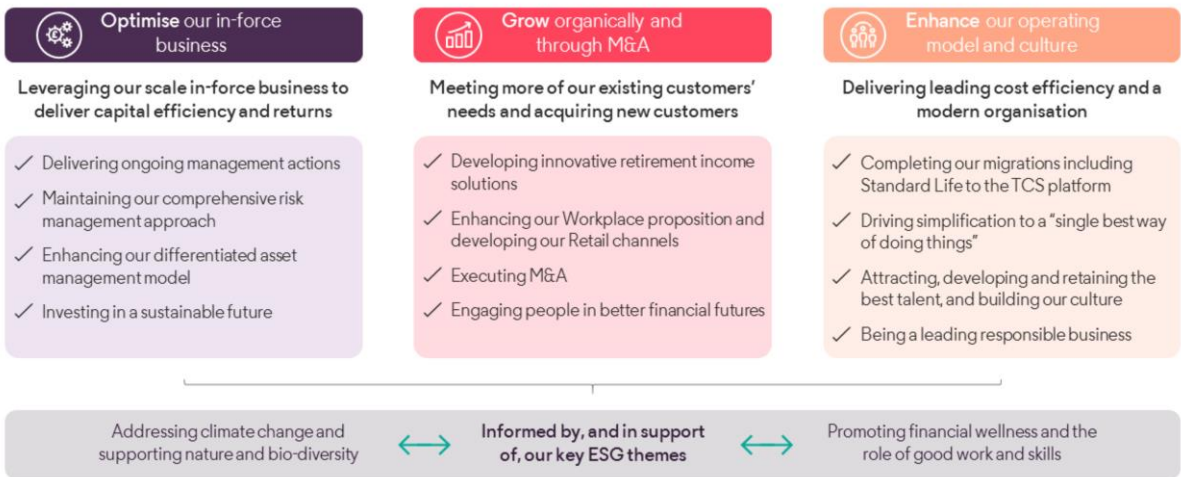 Optimise our in-force
business
Leveraging our scale in-force business to
deliver capital efficiency and returns
✓ Delivering ongoing management actions
✓ Maintaining our comprehensive risk
management approach
✓ Enhancing our differentiated asset
management model
✓ Investing in a sustainable future
Grow organically and
through M&A
Meeting more of our existing customers'
needs and acquiring new customers
✓ Developing innovative retirement income
solutions
✓ Enhancing our Workplace proposition and
developing our Retail channels
✓ Executing M&A
✓ Engaging people in better financial futures
Enhance our operating
model and culture
Delivering leading cost efficiency and a
modern organisation
✓ Completing our migrations including
Standard Life to the TCS platform
✓ Driving simplification to a "single best way
of doing things"
✓ Attracting, developing and retaining the
best talent, and building our culture
✓ Being a leading responsible business
Addressing climate change and
supporting nature and bio-diversity
Informed by, and in support
of, our key ESG themes
Promoting financial wellness and the
role of good work and skills